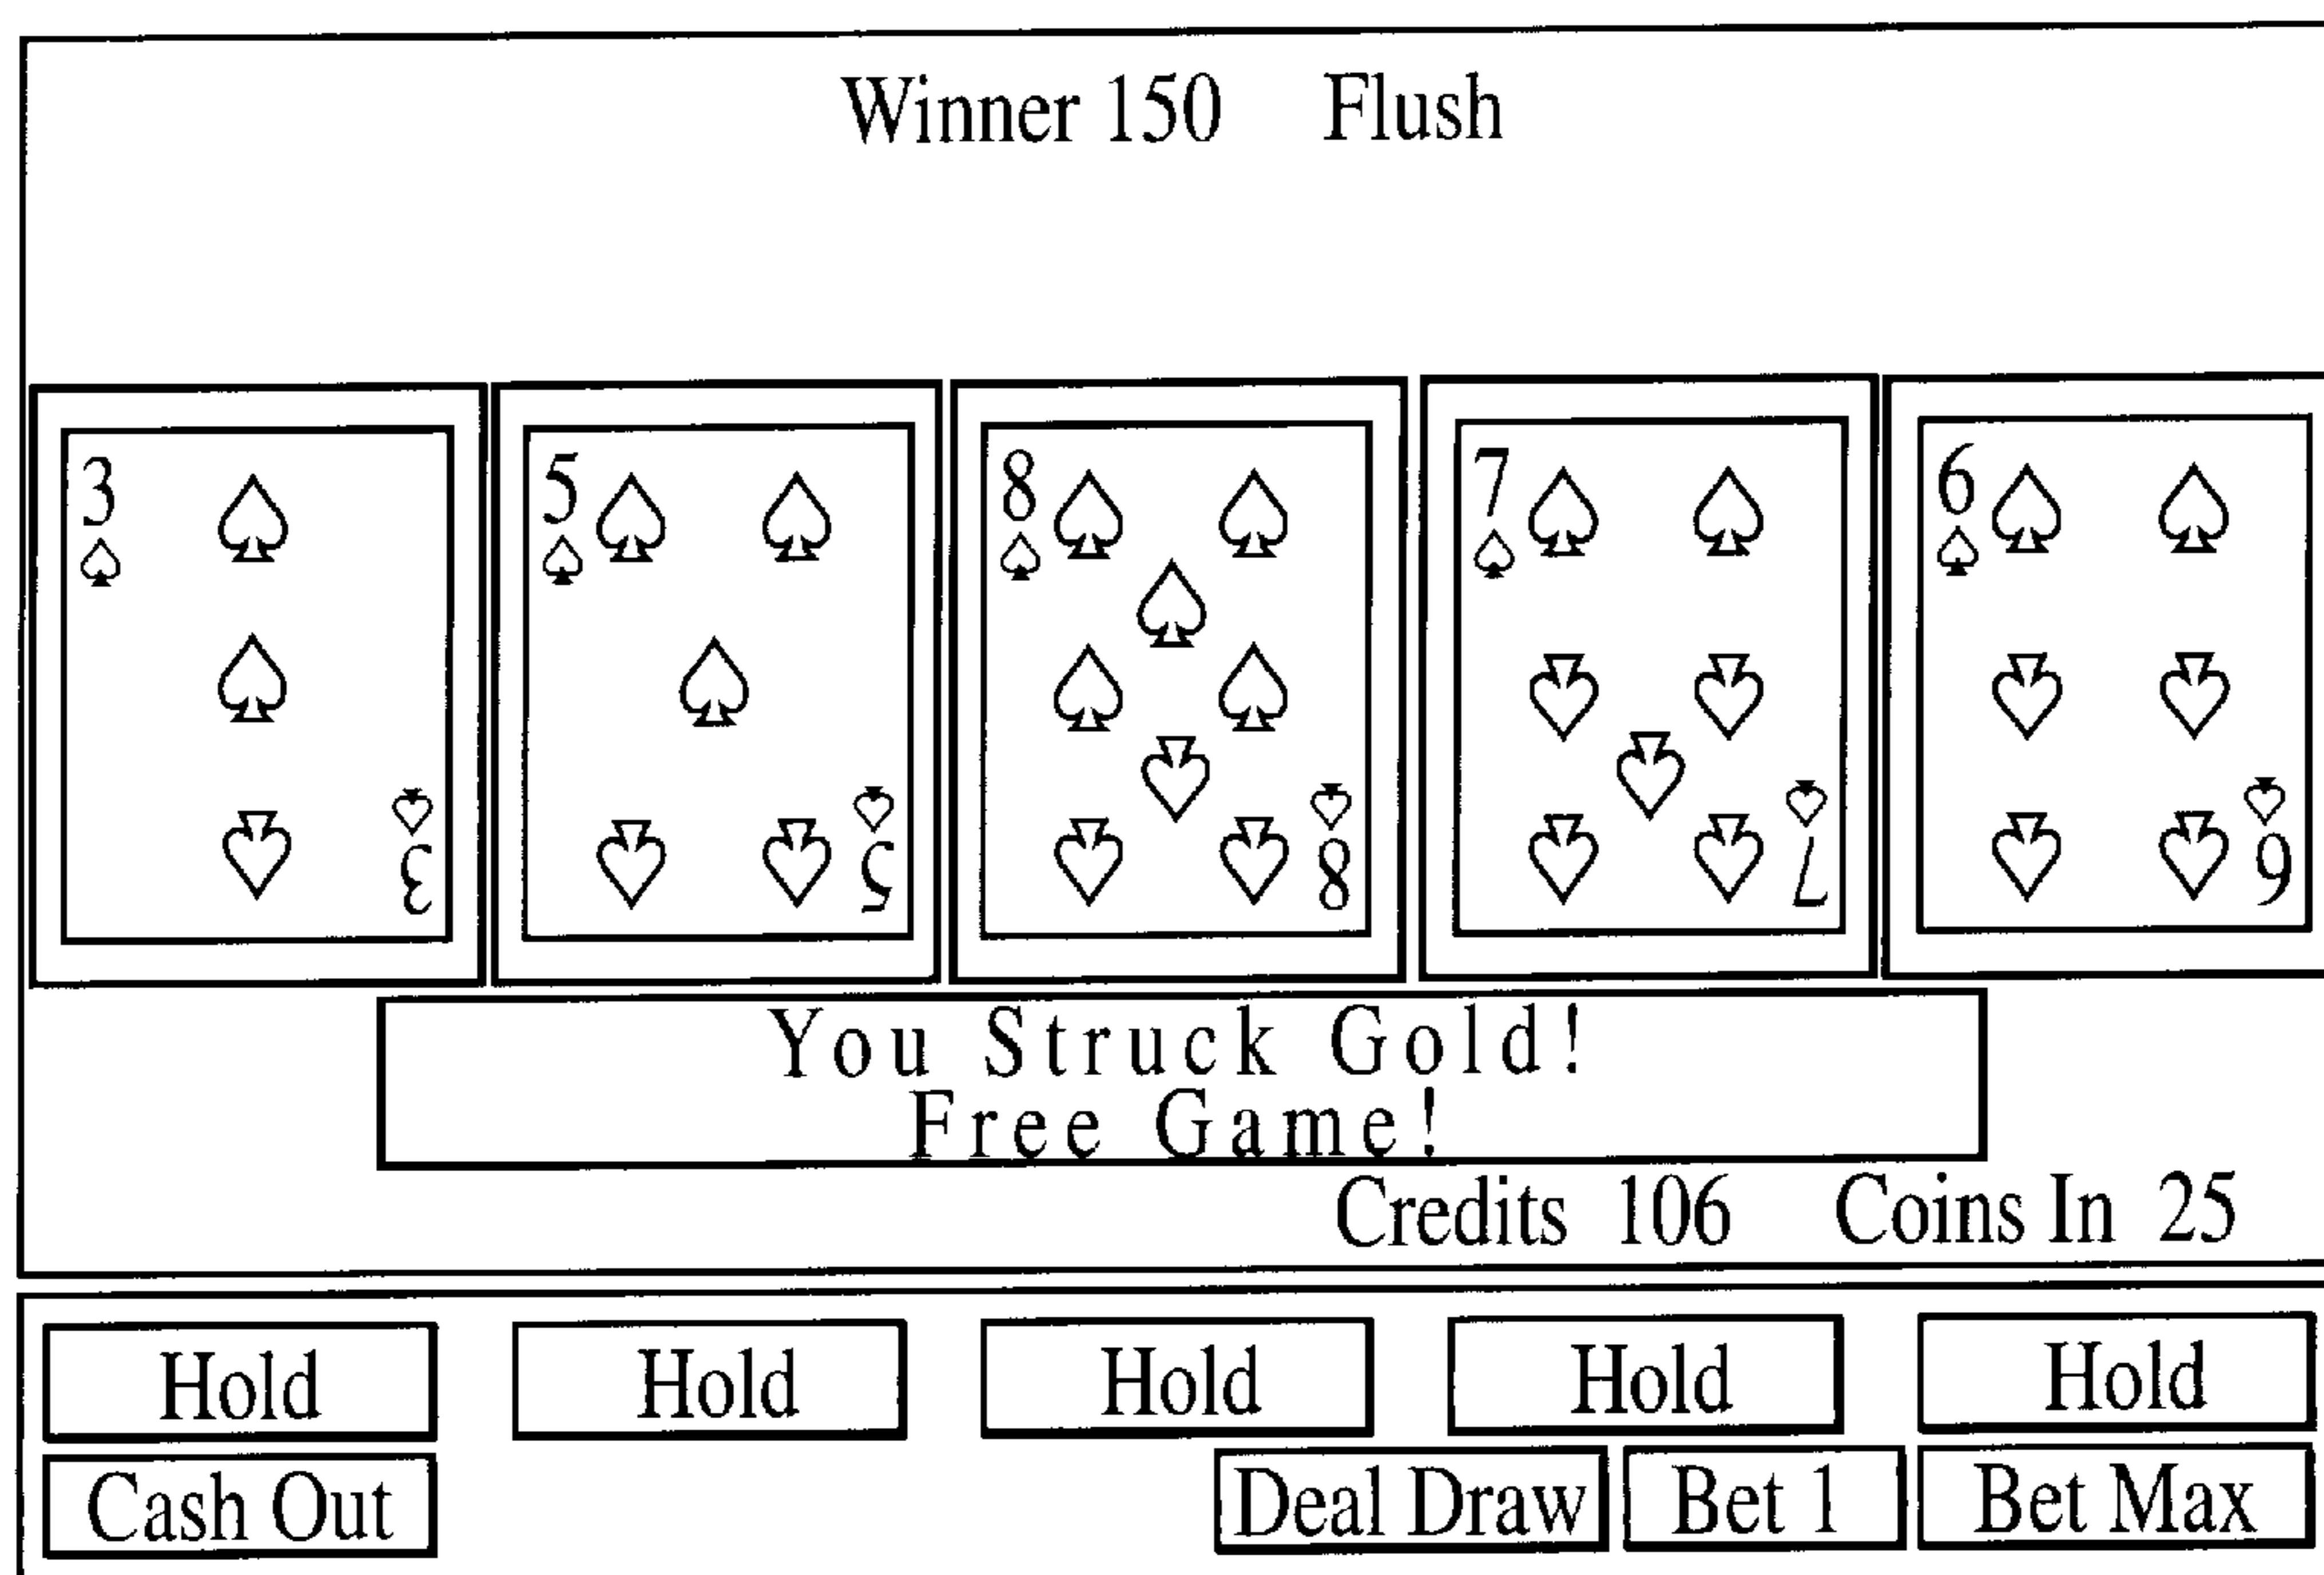 Winner 150 Flush
3 5 8 7 6
3 5 8 7 6
You Struck Gold!
Free Game!
Credits 106 Coins In 25
Hold Hold Hold Hold Hold
Cash Out Deal Draw Bet 1 Bet Max